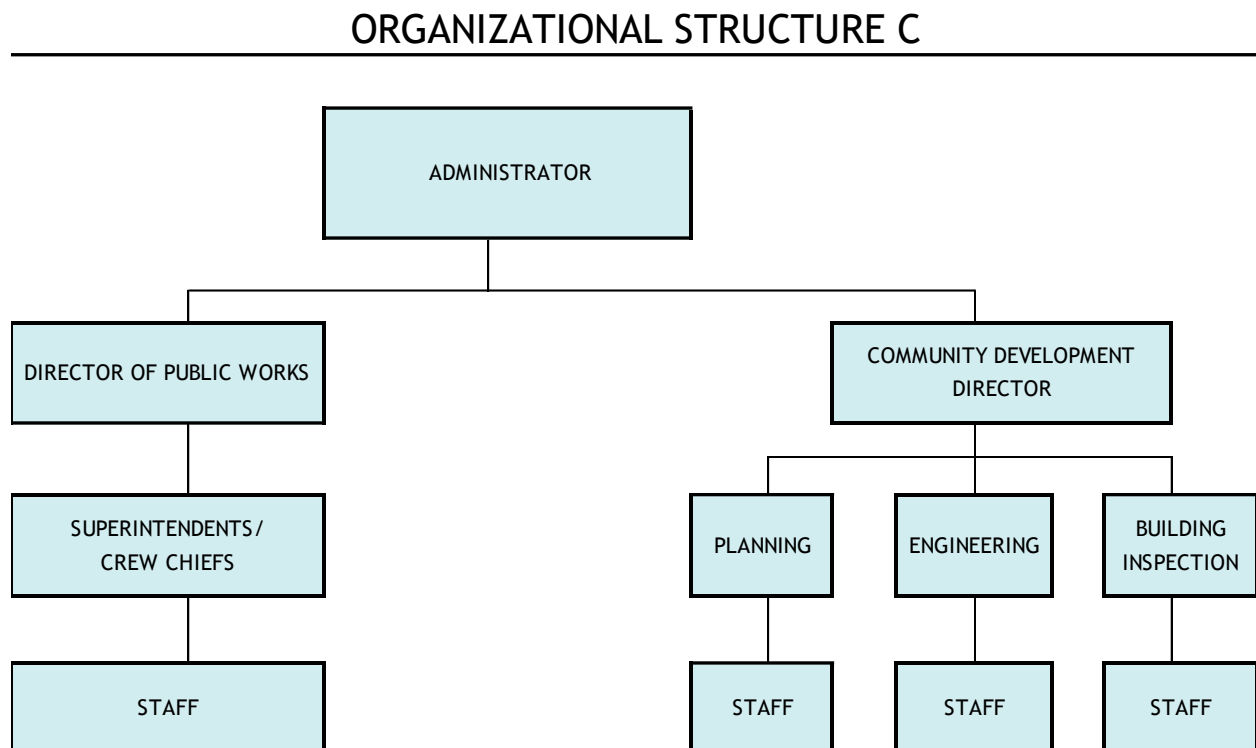 ORGANIZATIONAL STRUCTURE C
ADMINISTRATOR
DIRECTOR OF PUBLIC WORKS
COMMUNITY DEVELOPMENT
DIRECTOR
SUPERINTENDENTS/
CREW CHIEFS
PLANNING
ENGINEERING
BUILDING
INSPECTION
STAFF
STAFF
STAFF
STAFF